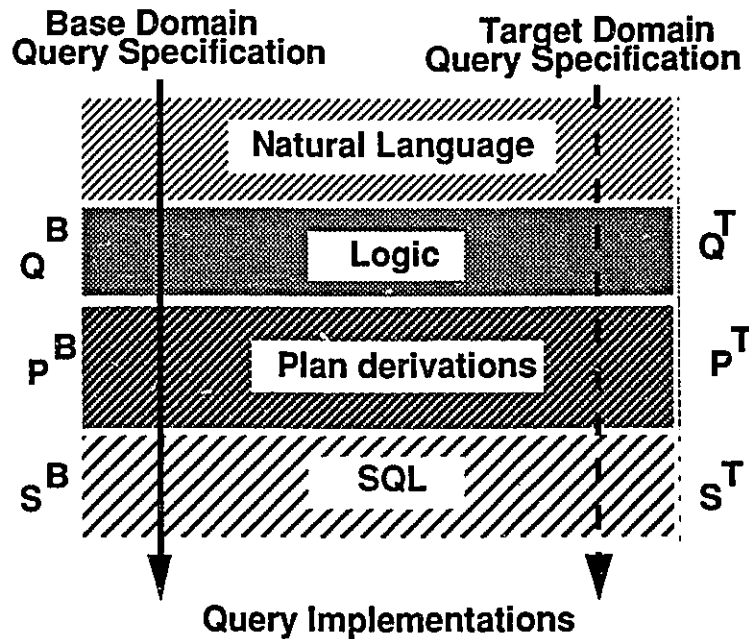 Base Domain
Query Specification
Target Domain
Query Specification
Natural Language
Q^B
Logic
Q^T
P^B
Plan derivations
P^T
S^B
SQL
S^T
Query Implementations